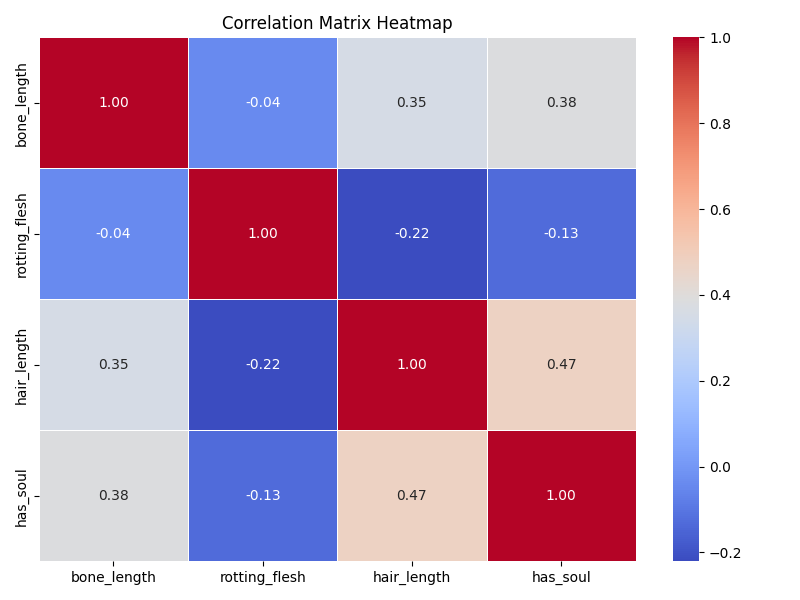 Correlation Matrix Heatmap
bone_length
1.00
-0.04
0.35
0.38
rotting_flesh
-0.04
1.00
-0.22
-0.13
hair_length
0.35
-0.22
1.00
0.47
has_soul
0.38
-0.13
0.47
1.00
bone_length
rotting_flesh
hair_length
has_soul
1.0
0.8
0.6
0.4
0.2
0.0
−0.2